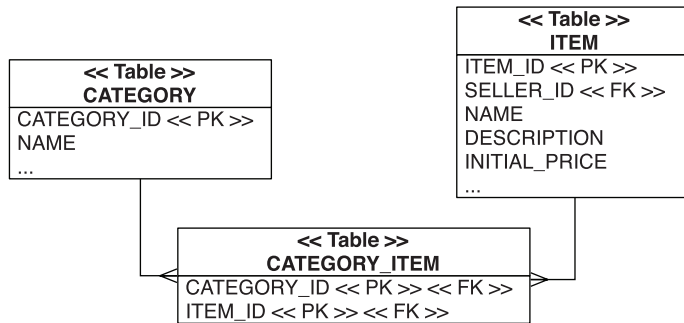 << Table >>
CATEGORY
CATEGORY_ID << PK >>
NAME
...
<< Table >>
ITEM
ITEM_ID << PK >>
SELLER_ID << FK >>
NAME
DESCRIPTION
INITIAL_PRICE
...
<< Table >>
CATEGORY_ITEM
CATEGORY_ID << PK >> << FK >>
ITEM_ID << PK >> << FK >>